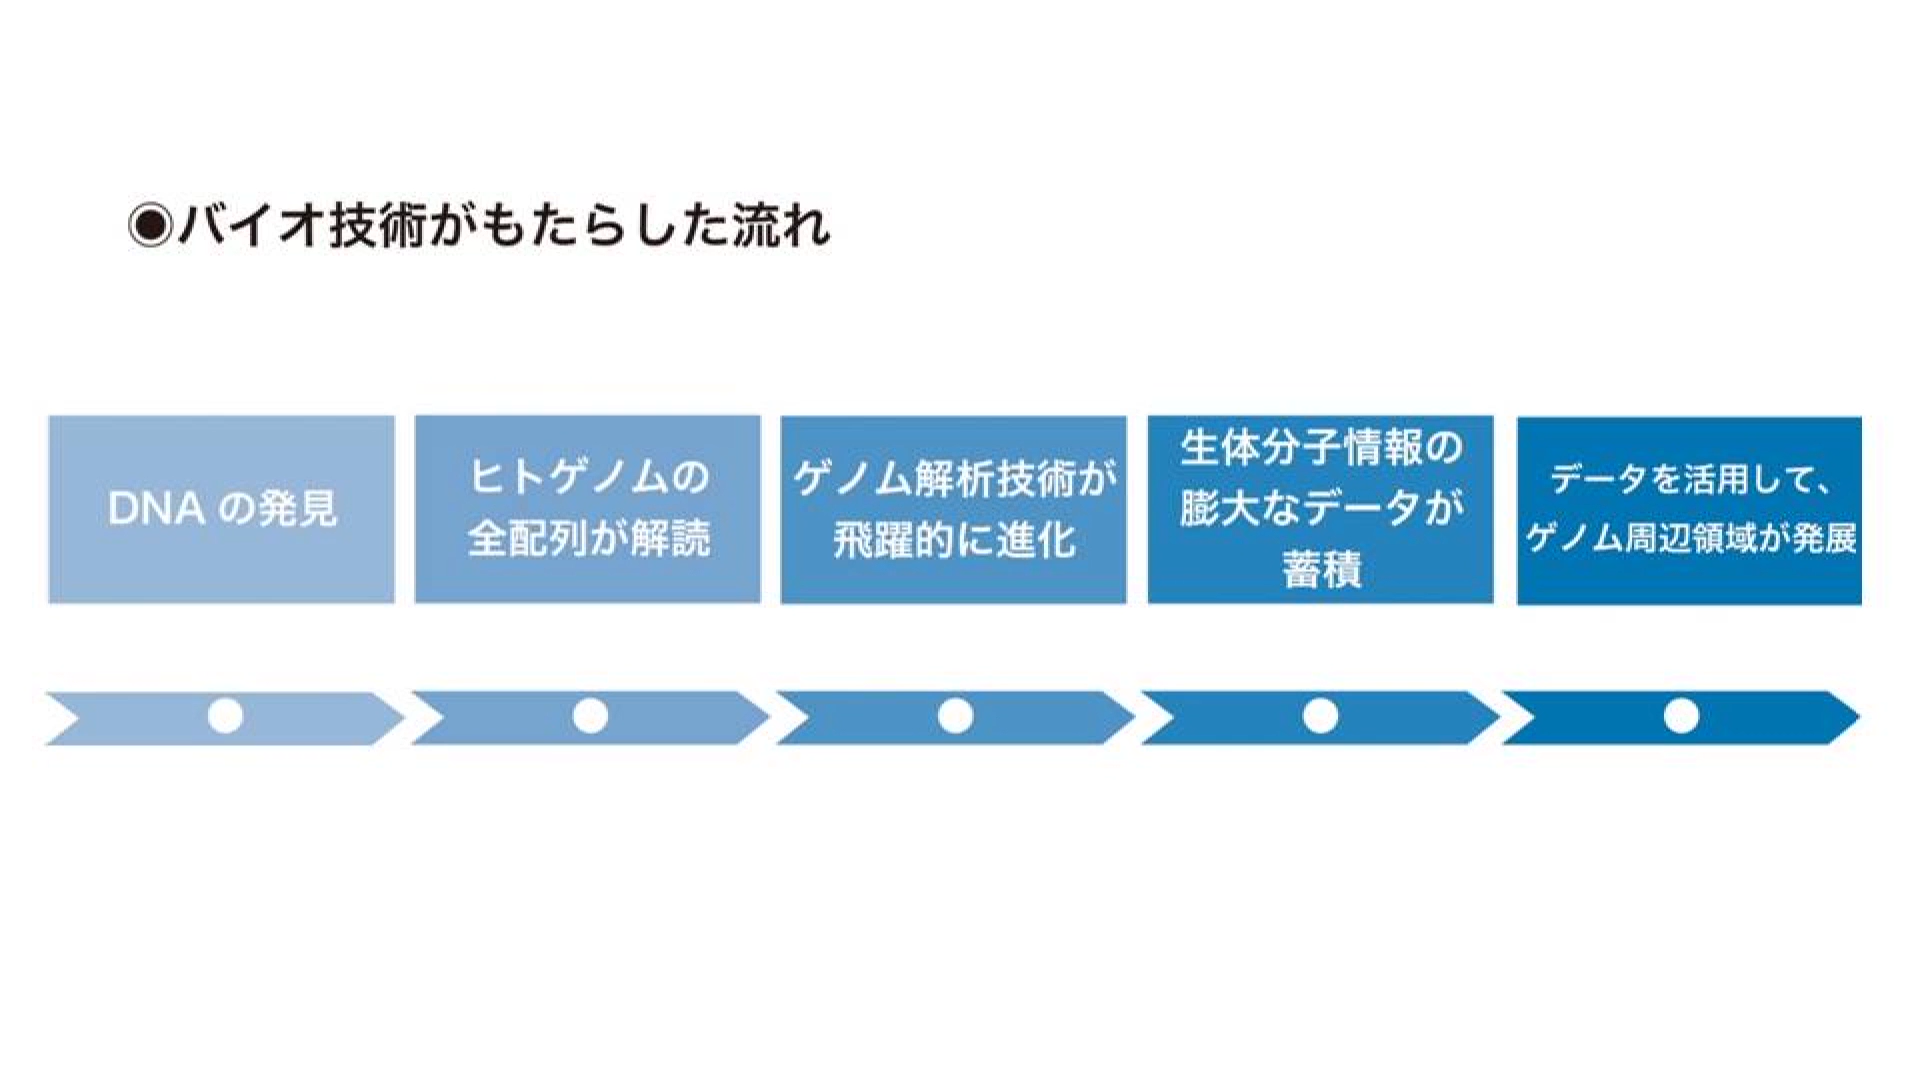 ◉バイオ技術がもたらした流れ
DNAの発見
ヒトゲノムの
全配列が解読
ゲノム解析技術が
飛躍的に進化
生体分子情報の
膨大なデータが
蓄積
データを活用して、
ゲノム周辺領域が発展